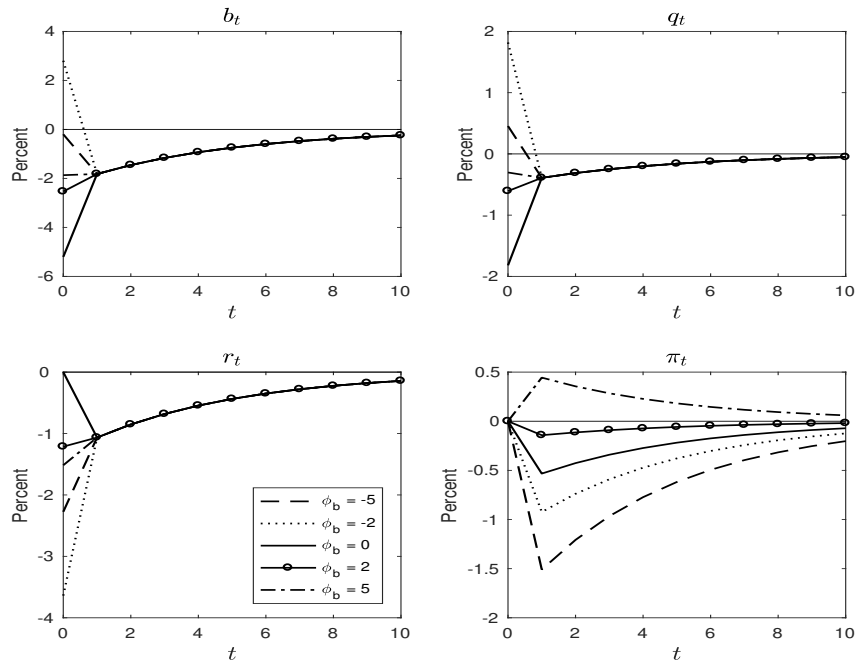 b_t
4
2
0
-2
-4
-6
Percent
0 2 4 6 8 10
t
q_t
2
1
0
-1
-2
Percent
0 2 4 6 8 10
t
r_t
0
-1
-2
-3
-4
Percent
ϕ_b = -5
ϕ_b = -2
ϕ_b = 0
ϕ_b = 2
ϕ_b = 5
0 2 4 6 8 10
t
π_t
0.5
0
-0.5
-1
-1.5
-2
Percent
0 2 4 6 8 10
t